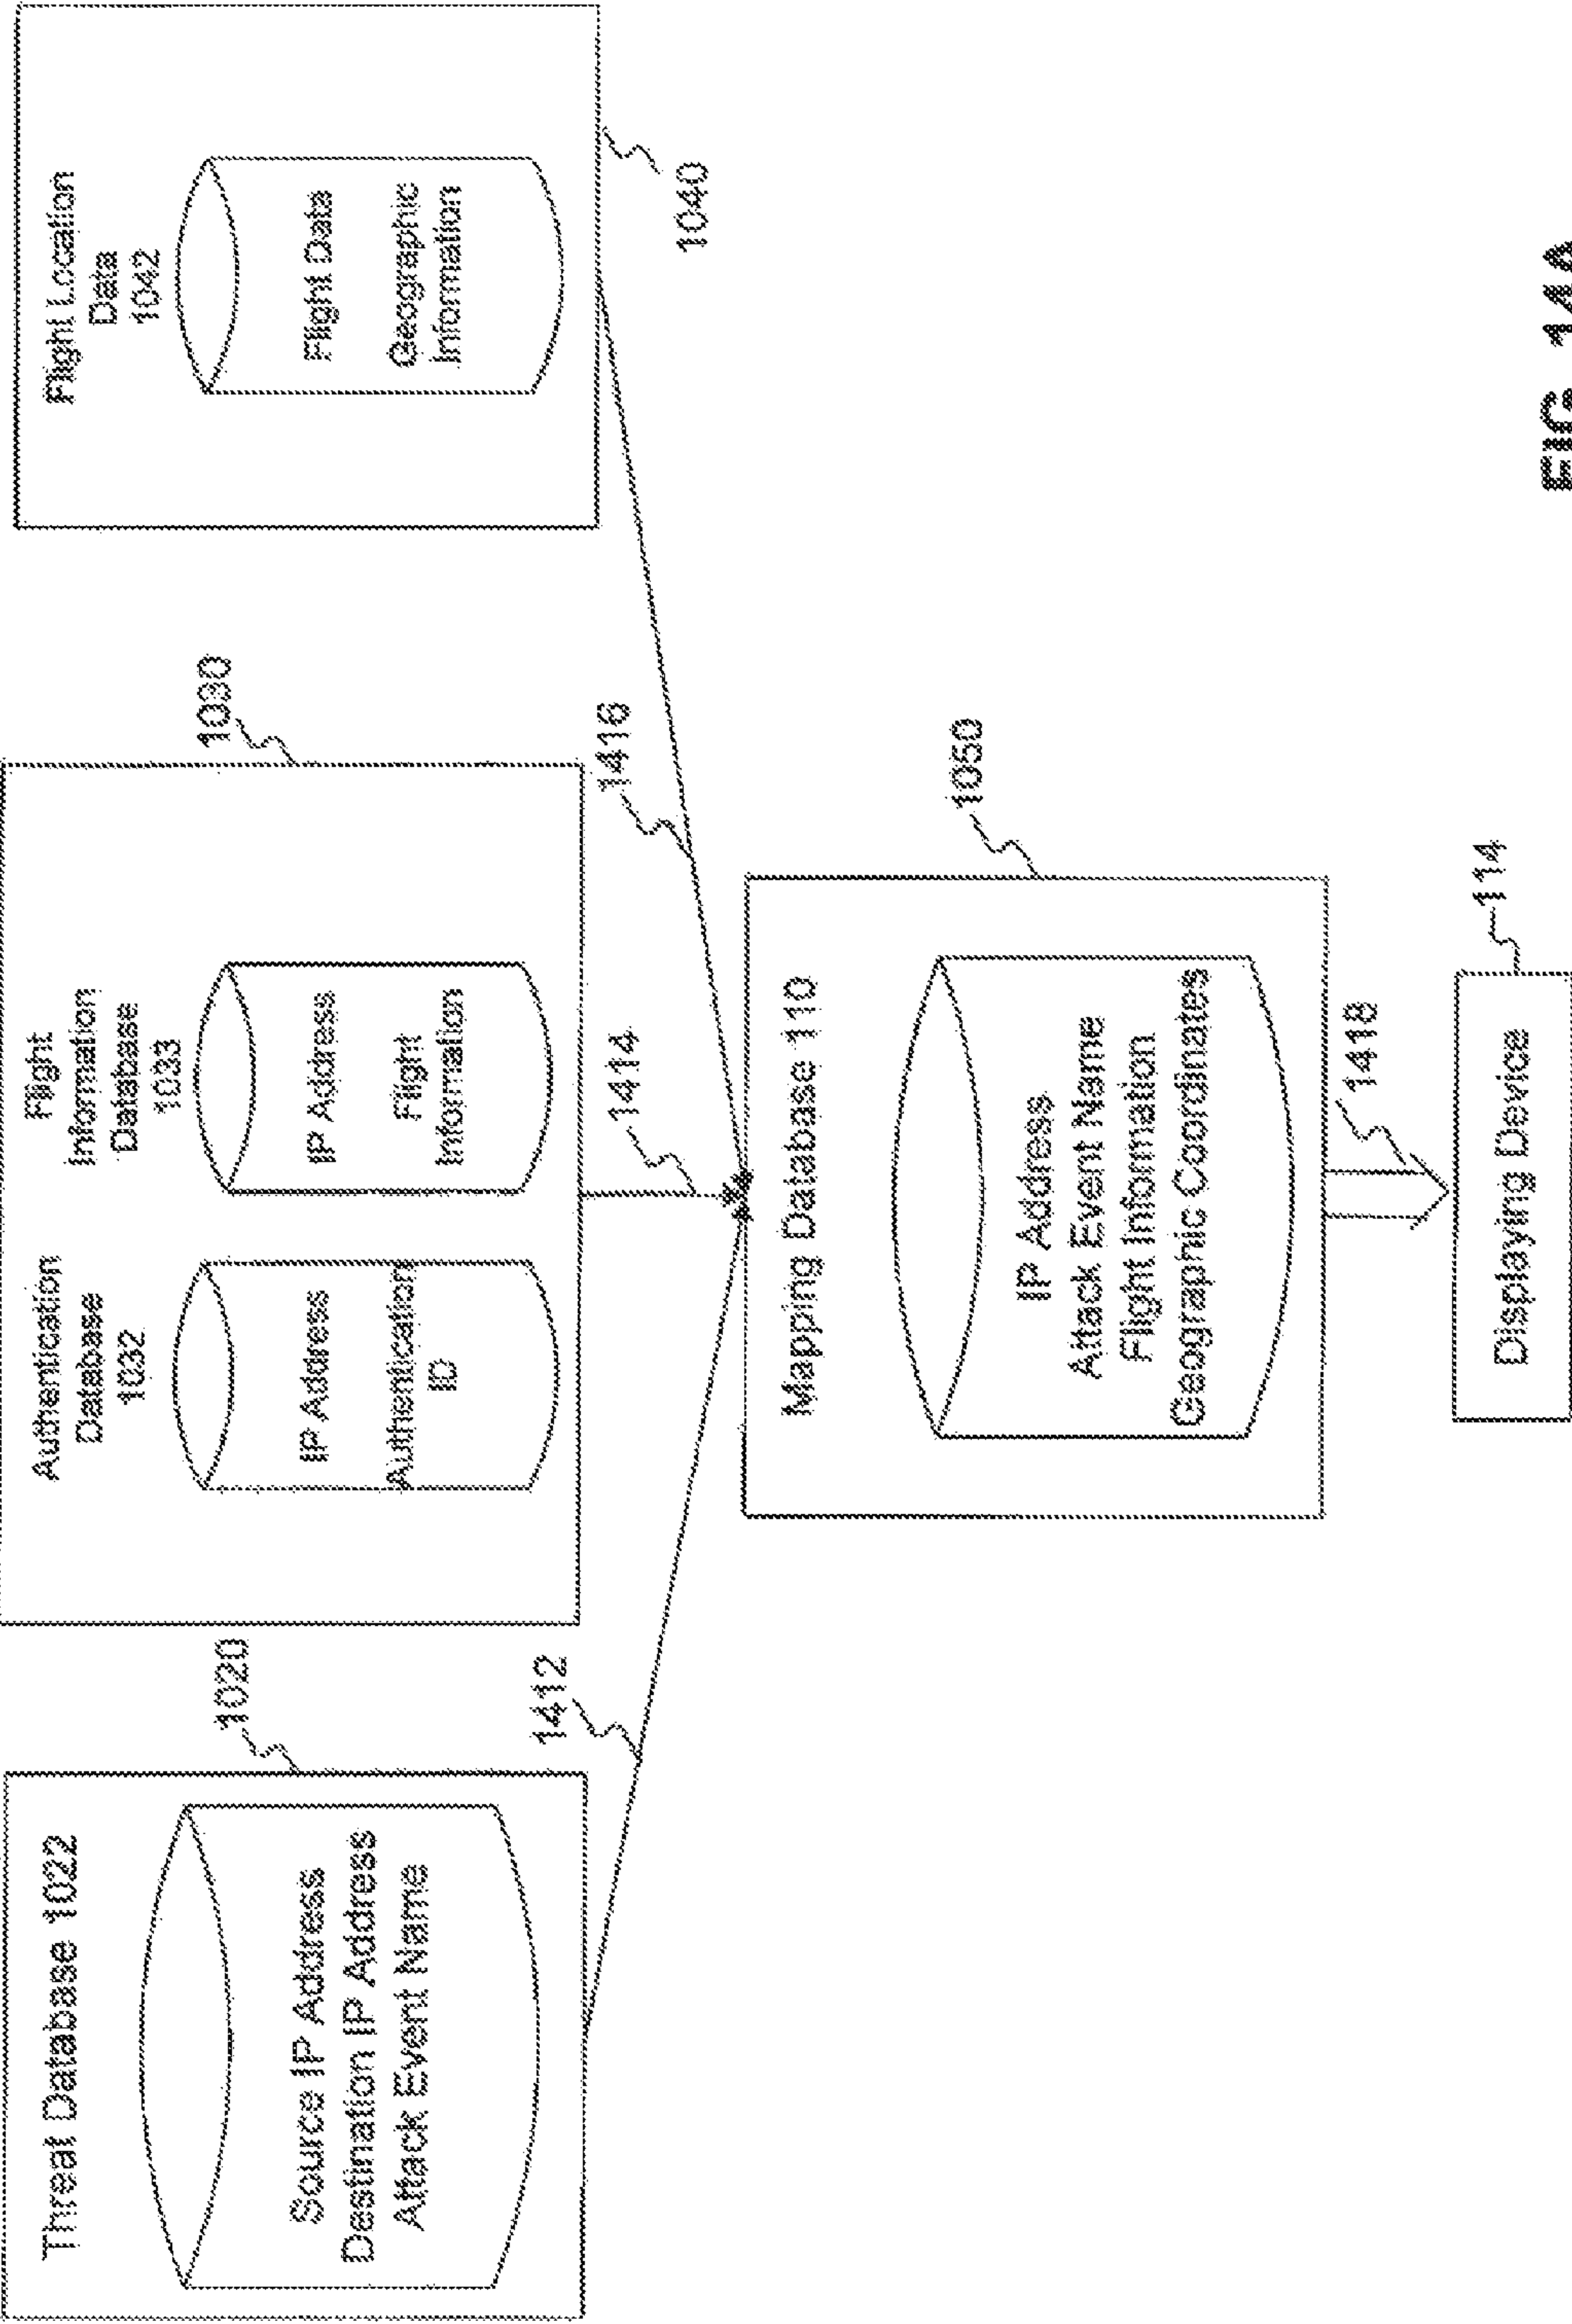 Threat Database 1022
Source IP Address
Destination IP Address
Attack Event Name
1020
Authentication
Database
1032
IP Address
Authentication
ID
Flight
Information
Database
1033
IP Address
Flight
Information
1030
Flight Location
Data
1042
Flight Data
Geographic
Information
1040
1412
1414
1416
Mapping Database 110
IP Address
Attack Event Name
Flight Information
Geographic Coordinates
1050
1418
Displaying Device
114
FIG. 14A